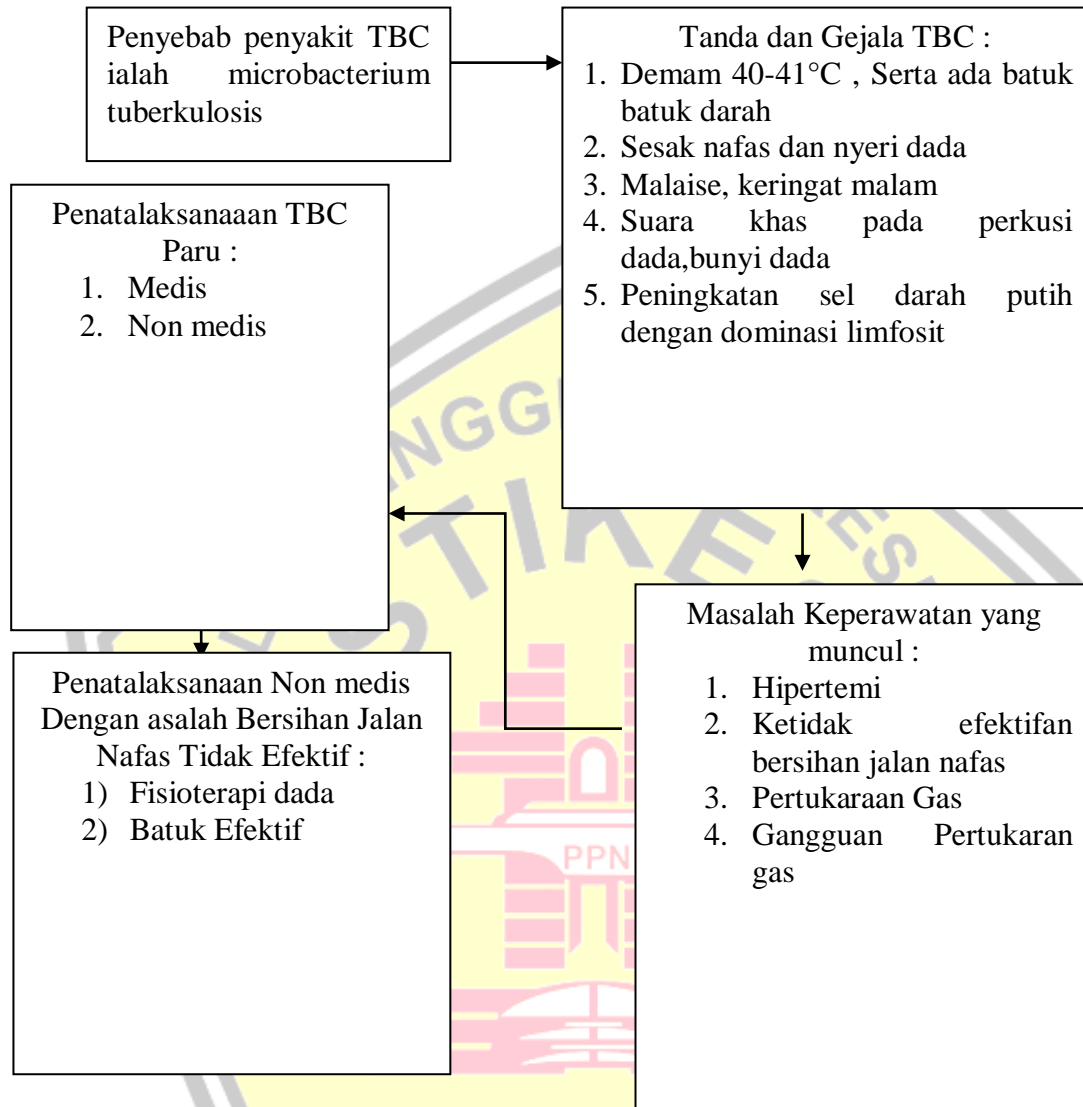 Penyebab penyakit TBC
ialah microbacterium
tuberkulosis
Tanda dan Gejala TBC :
1. Demam 40-41°C , Serta ada batuk
batuk darah
2. Sesak nafas dan nyeri dada
3. Malaise, keringat malam
4. Suara khas pada perkusi
dada,bunyi dada
5. Peningkatan sel darah putih
dengan dominasi limfosit
Penatalaksanaaan TBC
Paru :
1. Medis
2. Non medis
Masalah Keperawatan yang
muncul :
1. Hipertemi
2. Ketidak efektifan
bersihan jalan nafas
3. Pertukaraan Gas
4. Gangguan Pertukaran
gas
Penatalaksanaan Non medis
Dengan asalah Bersihan Jalan
Nafas Tidak Efektif :
1) Fisioterapi dada
2) Batuk Efektif
STIKE
PPN